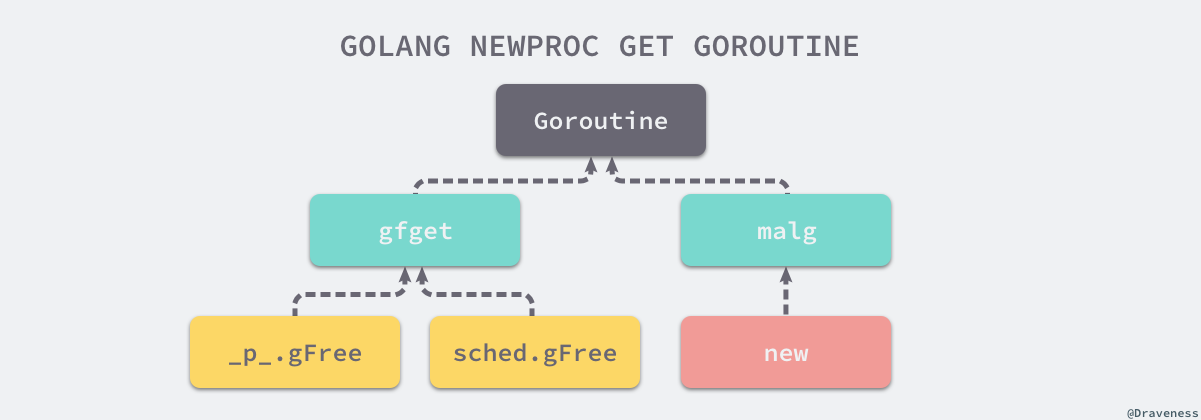 GOLANG NEWPROC GET GOROUTINE
Goroutine
gfget
malg
_p_.gFree
sched.gFree
new
@Draveness